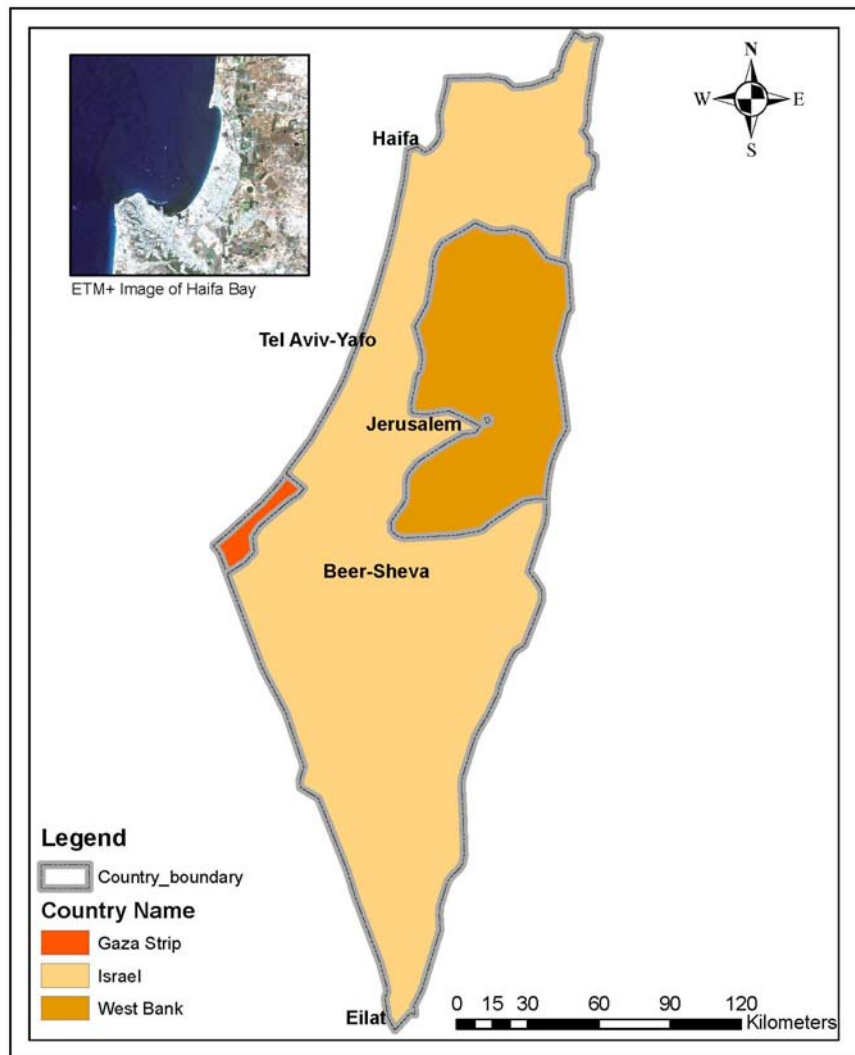 N
W E
S
Haifa
ETM+ Image of Haifa Bay
Tel Aviv-Yafo
Jerusalem
Beer-Sheva
Legend
Country_boundary
Country Name
Gaza Strip
Israel
West Bank
Eilat
0 15 30 60 90 120
Kilometers